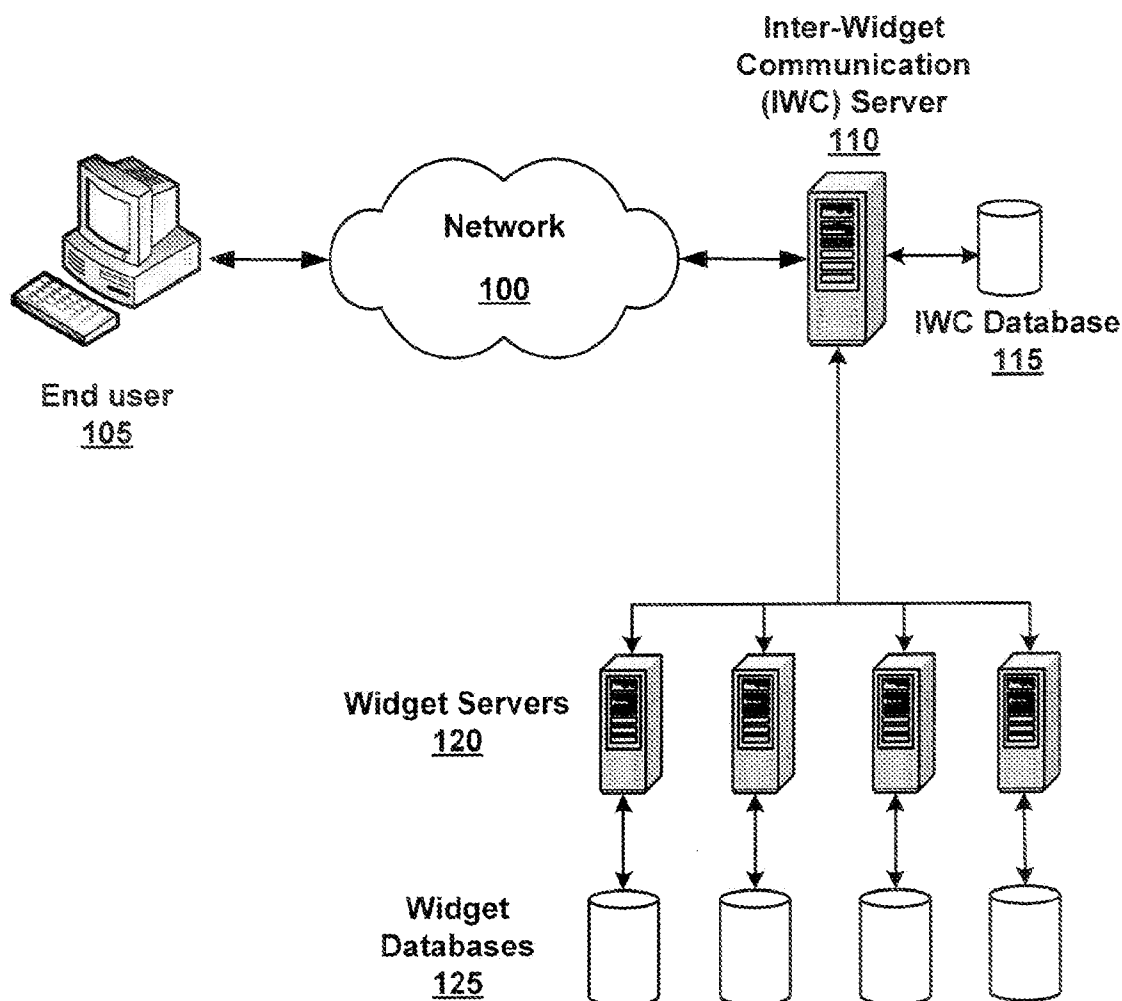 Inter-Widget
Communication
(IWC) Server
110
Network
100
IWC Database
115
End user
105
Widget Servers
120
Widget
Databases
125